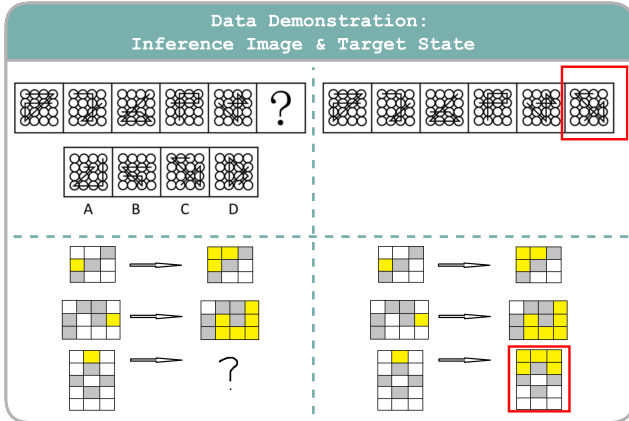 Data Demonstration:
Inference Image & Target State
?
A B C D
?